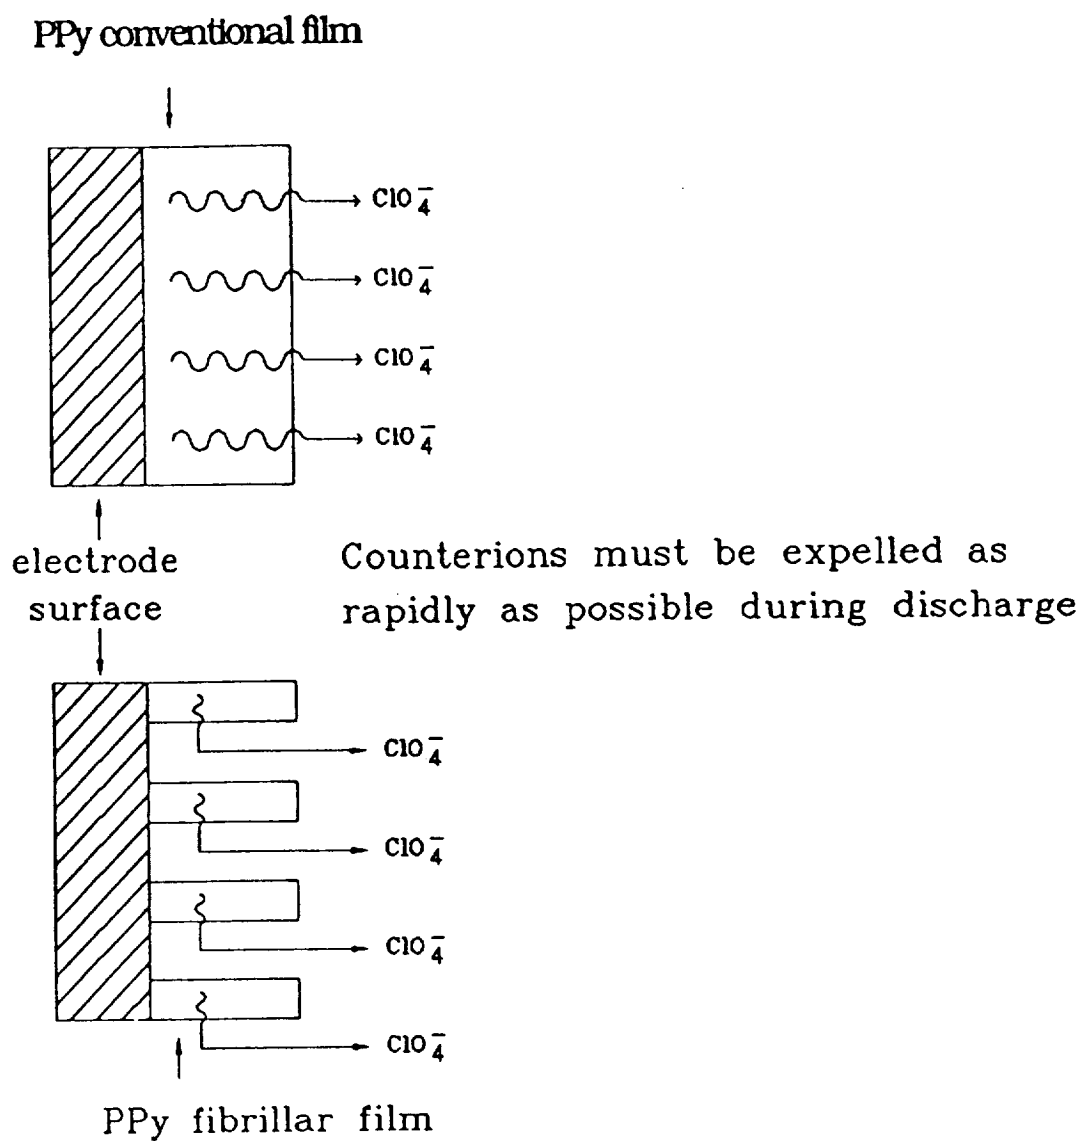 PPy conventional film
ClO₄⁻
ClO₄⁻
ClO₄⁻
ClO₄⁻
electrode
surface
Counterions must be expelled as
rapidly as possible during discharge
ClO₄⁻
ClO₄⁻
ClO₄⁻
ClO₄⁻
PPy fibrillar film